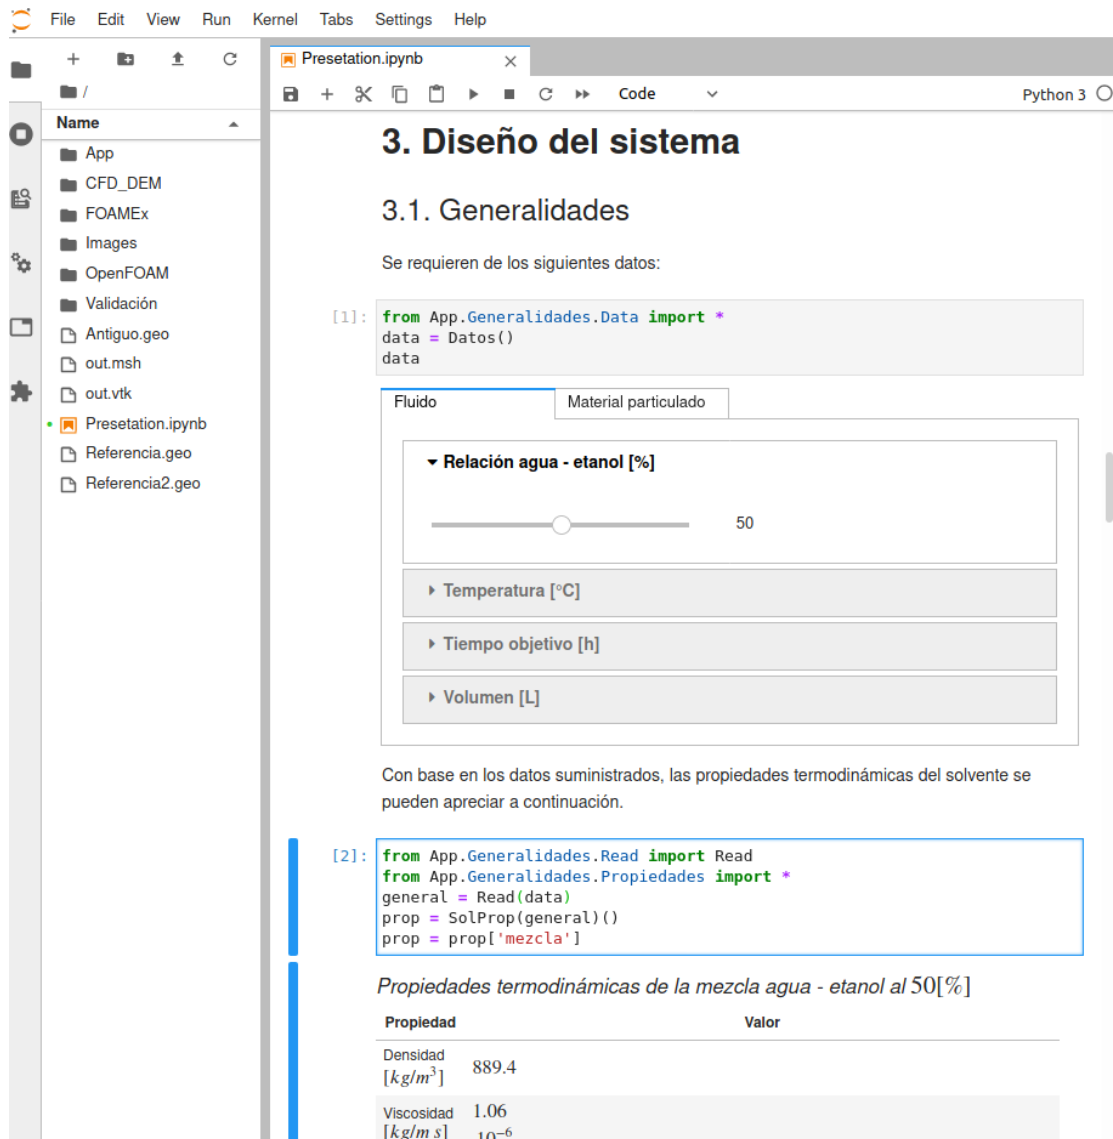 File Edit View Run Kernel Tabs Settings Help
Presetation.ipynb
/
Code
Python 3
Name
App
CFD_DEM
FOAMEx
Images
OpenFOAM
Validación
Antiguo.geo
out.msh
out.vtk
Presetation.ipynb
Referencia.geo
Referencia2.geo
3. Diseño del sistema
3.1. Generalidades
Se requieren de los siguientes datos:
[1]: from App.Generalidades.Data import *
data = Datos()
data
Fluido Material particulado
Relación agua - etanol [%]
50
Temperatura [°C]
Tiempo objetivo [h]
Volumen [L]
Con base en los datos suministrados, las propiedades termodinámicas del solvente se
pueden apreciar a continuación.
[2]: from App.Generalidades.Read import Read
from App.Generalidades.Propiedades import *
general = Read(data)
prop = SolProp(general)()
prop = prop['mezcla']
Propiedades termodinámicas de la mezcla agua - etanol al 50[%]
Propiedad Valor
Densidad
[kg/m³] 889.4
Viscosidad 1.06
[kg/m s] 10⁻⁶